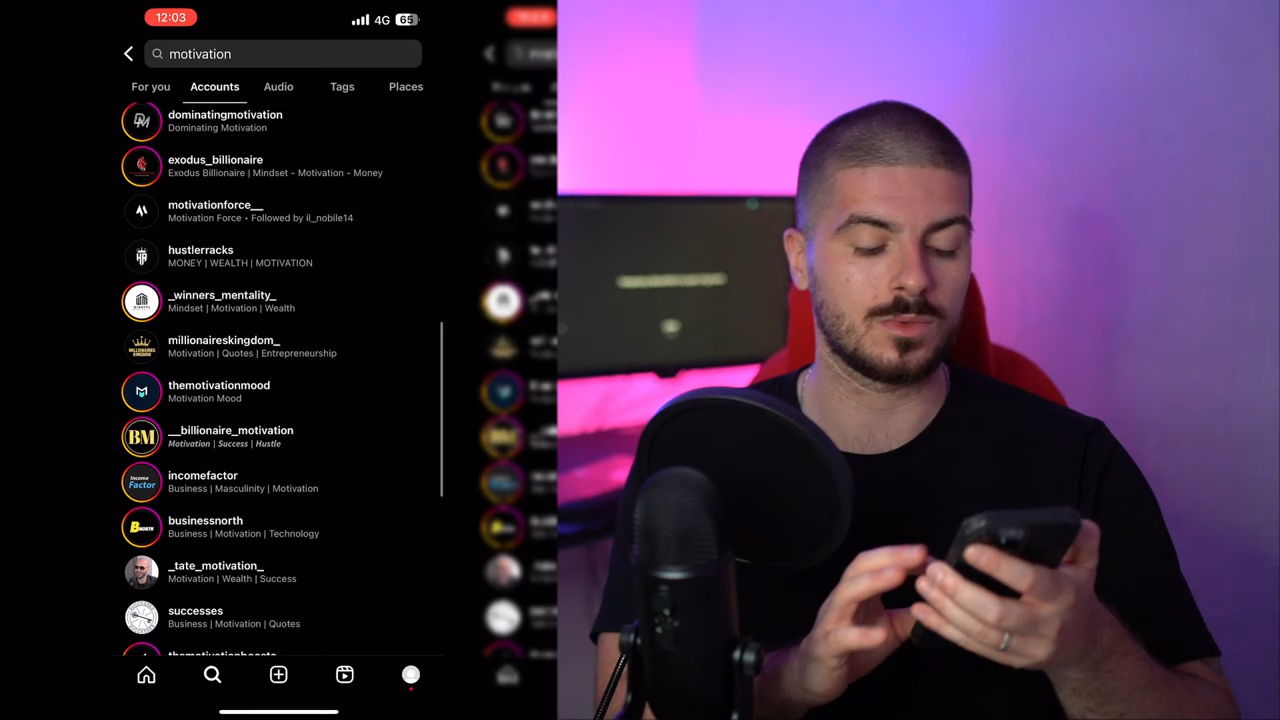 12:03
4G
65
motivation
For you
Accounts
Audio
Tags
Places
dominatingmotivation
Dominating Motivation
exodus_billionaire
Exodus Billionaire | Mindset - Motivation - Money
motivationforce__
Motivation Force • Followed by il_nobile14
hustlerracks
MONEY | WEALTH | MOTIVATION
_winners_mentality_
Mindset | Motivation | Wealth
MILLIONAIRES
KINGDOM
millionaireskingdom_
Motivation | Quotes | Entrepreneurship
themotivationmood
Motivation Mood
BM
__billionaire_motivation
Motivation | Success | Hustle
Income
Factor
incomefactor
Business | Masculinity | Motivation
businessnorth
Business | Motivation | Technology
_tate_motivation_
Motivation | Wealth | Success
successes
Business | Motivation | Quotes